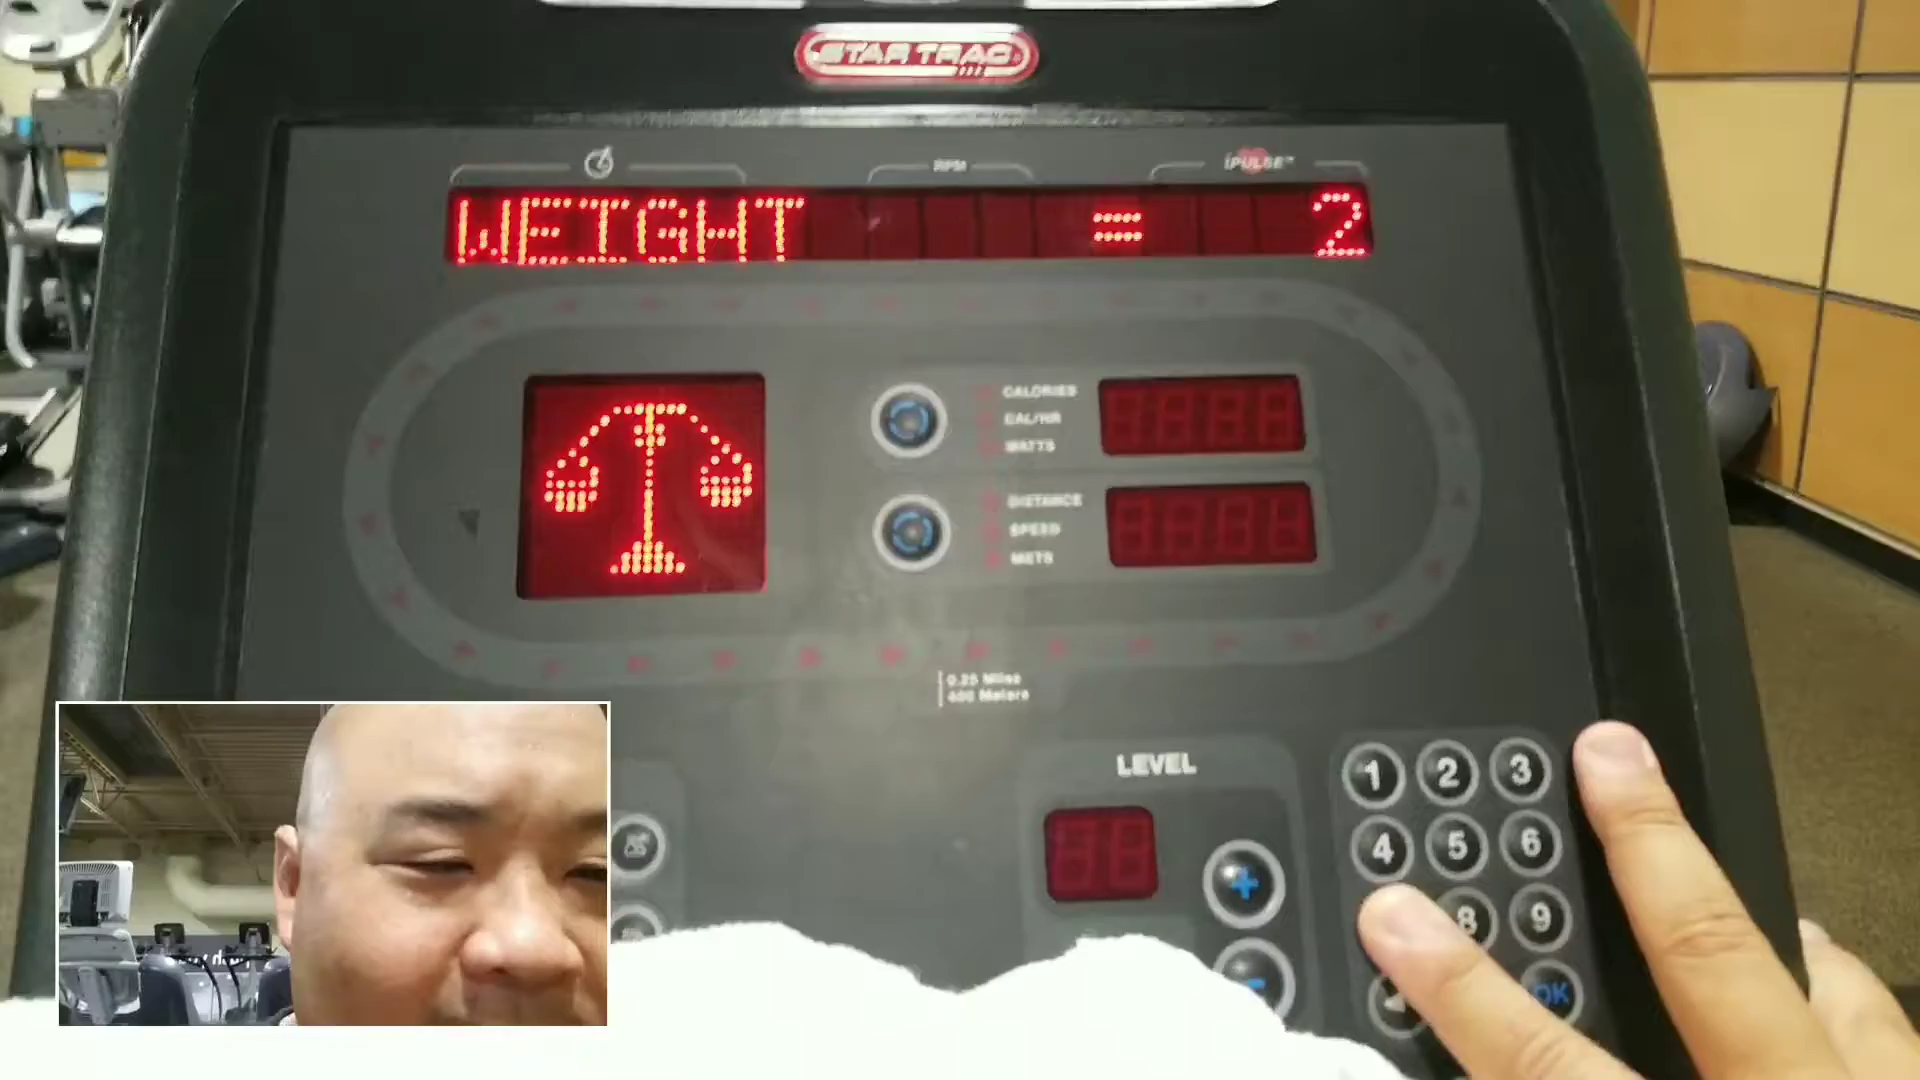 STAR TRAC
RPM
iPULSE™
WEIGHT = 2
CALORIES
CAL/HR
WATTS
DISTANCE
SPEED
METS
0.25 Miles
400 Meters
LEVEL
1 2 3
4 5 6
8 9
OK